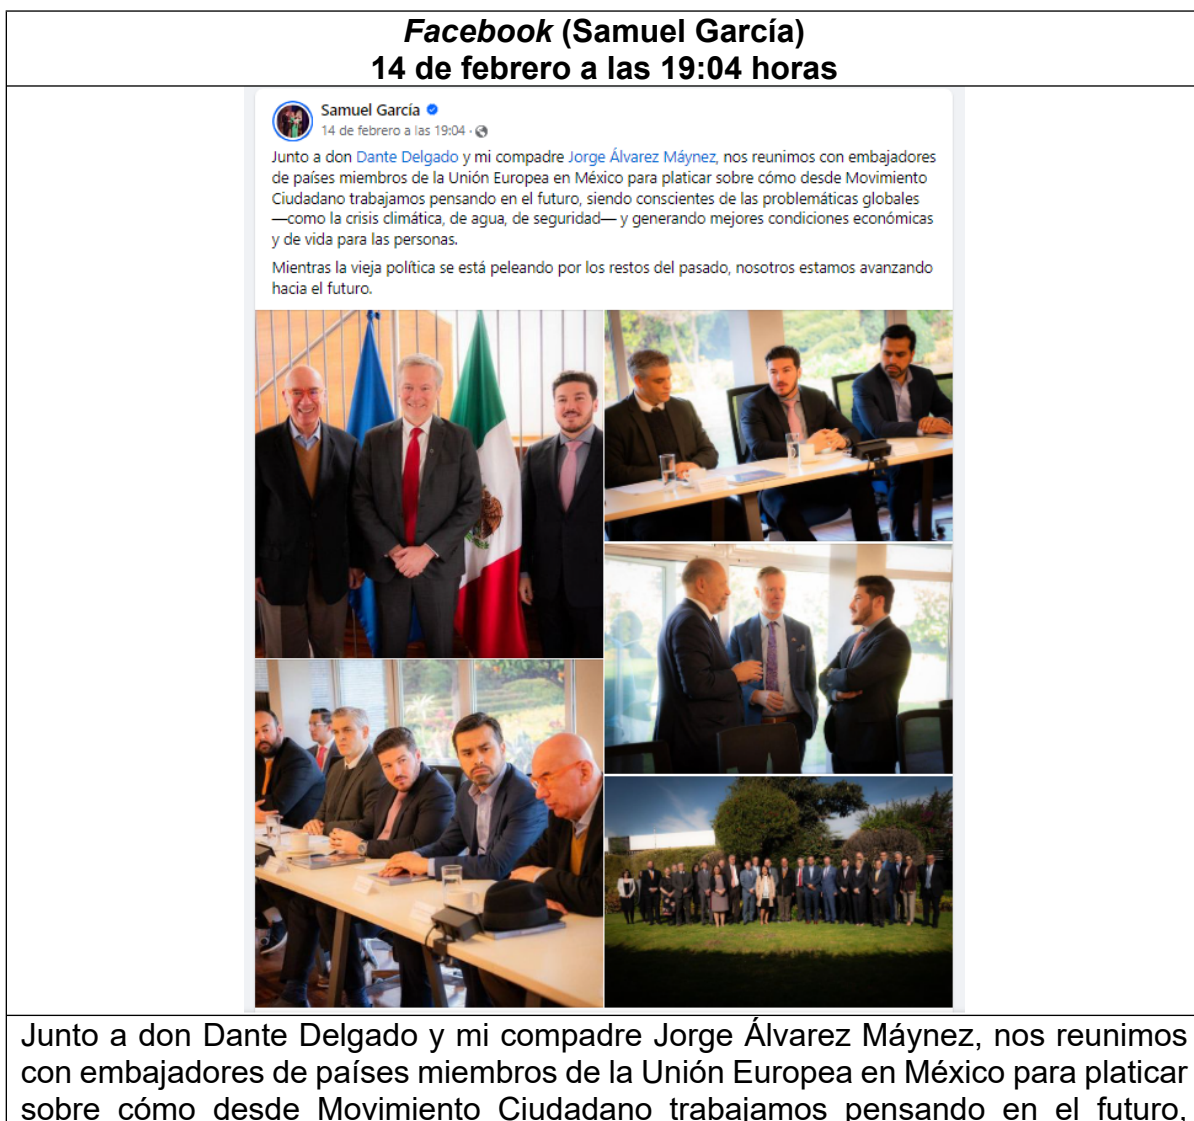 Facebook (Samuel García)
14 de febrero a las 19:04 horas
Samuel García
14 de febrero a las 19:04 ·
Junto a don Dante Delgado y mi compadre Jorge Álvarez Máynez, nos reunimos con embajadores
de países miembros de la Unión Europea en México para platicar sobre cómo desde Movimiento
Ciudadano trabajamos pensando en el futuro, siendo conscientes de las problemáticas globales
—como la crisis climática, de agua, de seguridad— y generando mejores condiciones económicas
y de vida para las personas.
Mientras la vieja política se está peleando por los restos del pasado, nosotros estamos avanzando
hacia el futuro.
Junto a don Dante Delgado y mi compadre Jorge Álvarez Máynez, nos reunimos
con embajadores de países miembros de la Unión Europea en México para platicar
sobre cómo desde Movimiento Ciudadano trabajamos pensando en el futuro,